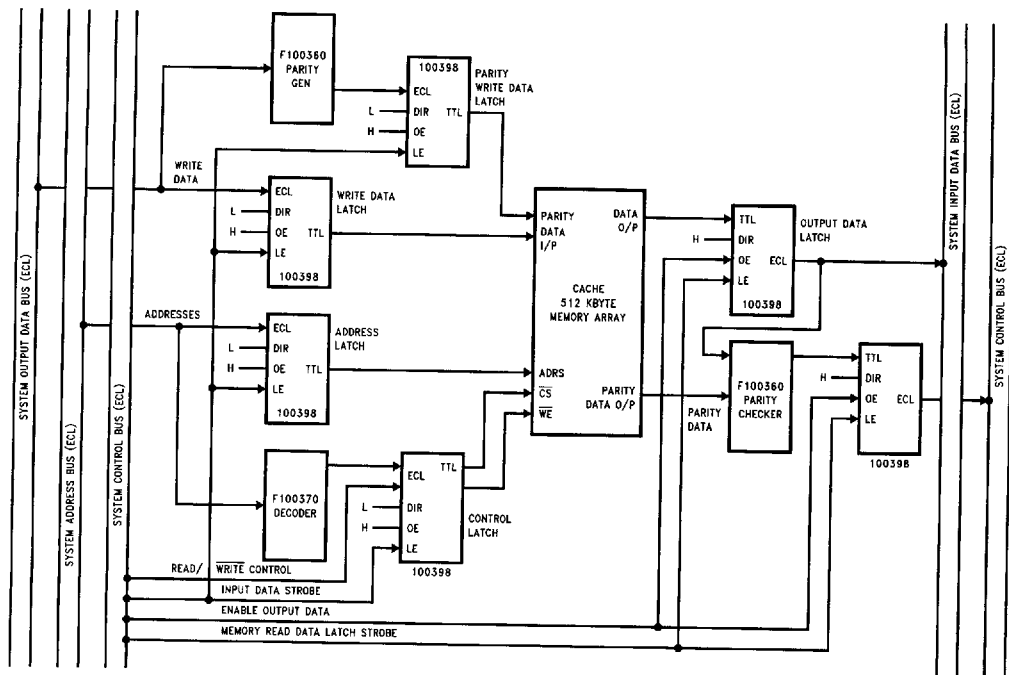 SYSTEM OUTPUT DATA BUS (ECL)
SYSTEM ADDRESS BUS (ECL)
SYSTEM CONTROL BUS (ECL)
F100360
PARITY
GEN
100398
ECL
DIR
OE
LE
TTL
L
H
PARITY
WRITE DATA
LATCH
WRITE
DATA
ECL
DIR
OE
LE
TTL
100398
L
H
WRITE DATA
LATCH
ADDRESSES
ECL
DIR
OE
LE
TTL
100398
L
H
ADDRESS
LATCH
F100370
DECODER
TTL
ECL
DIR
OE
LE
100398
L
H
CONTROL
LATCH
READ/ WRITE CONTROL
INPUT DATA STROBE
ENABLE OUTPUT DATA
MEMORY READ DATA LATCH STROBE
PARITY
DATA
I/P
DATA
O/P
CACHE
512 KBYTE
MEMORY ARRAY
ADRS
CS
WE
PARITY
DATA O/P
TTL
DIR
OE
LE
ECL
100398
H
OUTPUT DATA
LATCH
PARITY
DATA
F100360
PARITY
CHECKER
TTL
DIR
OE
LE
ECL
100398
H
SYSTEM INPUT DATA BUS (ECL)
SYSTEM CONTROL BUS (ECL)